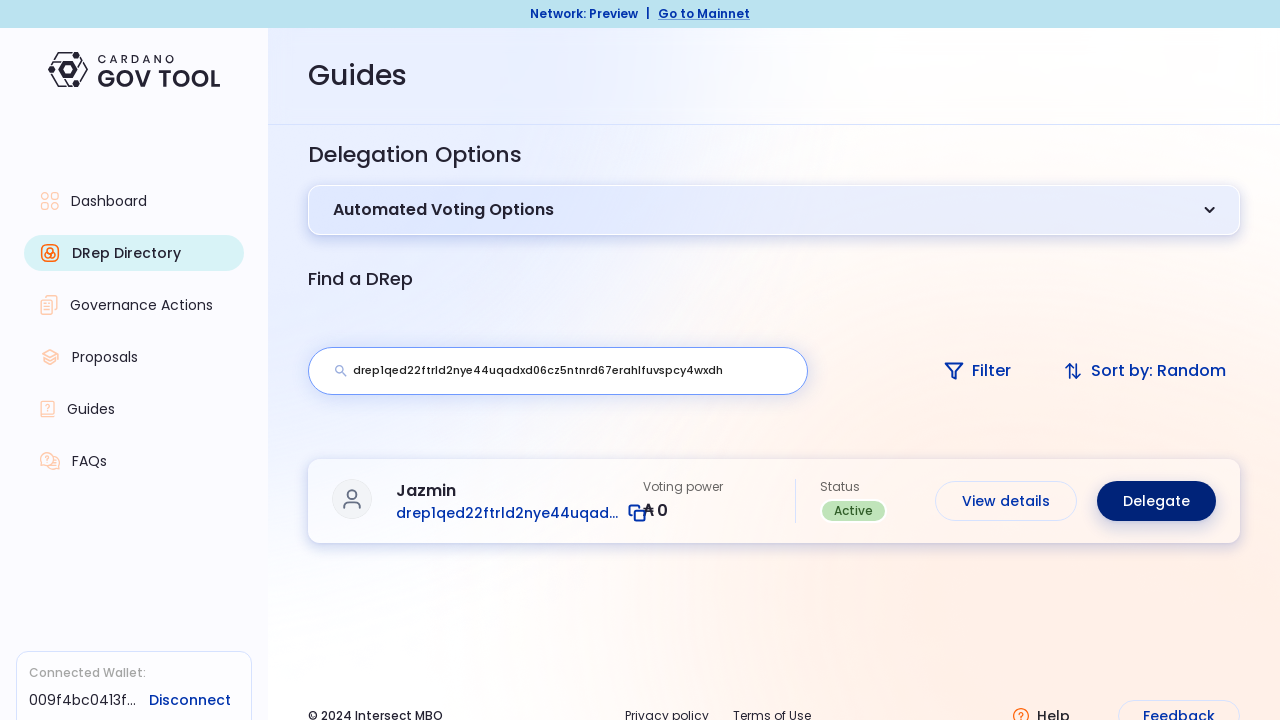 Network: Preview | Go to Mainnet
CARDANO
GOV TOOL
Dashboard
DRep Directory
Governance Actions
Proposals
Guides
FAQs
Connected Wallet:
009f4bc0413f... Disconnect
Guides
Delegation Options
Automated Voting Options
Find a DRep
drep1qed22ftrld2nye44uqadxd06cz5ntnrd67erahlfuvspcy4wxdh
Filter
Sort by: Random
Jazmin
drep1qed22ftrld2nye44uqad...
Voting power
₳ 0
Status
Active
View details
Delegate
© 2024 Intersect MBO
Privacy policy
Terms of Use
Help
Feedback